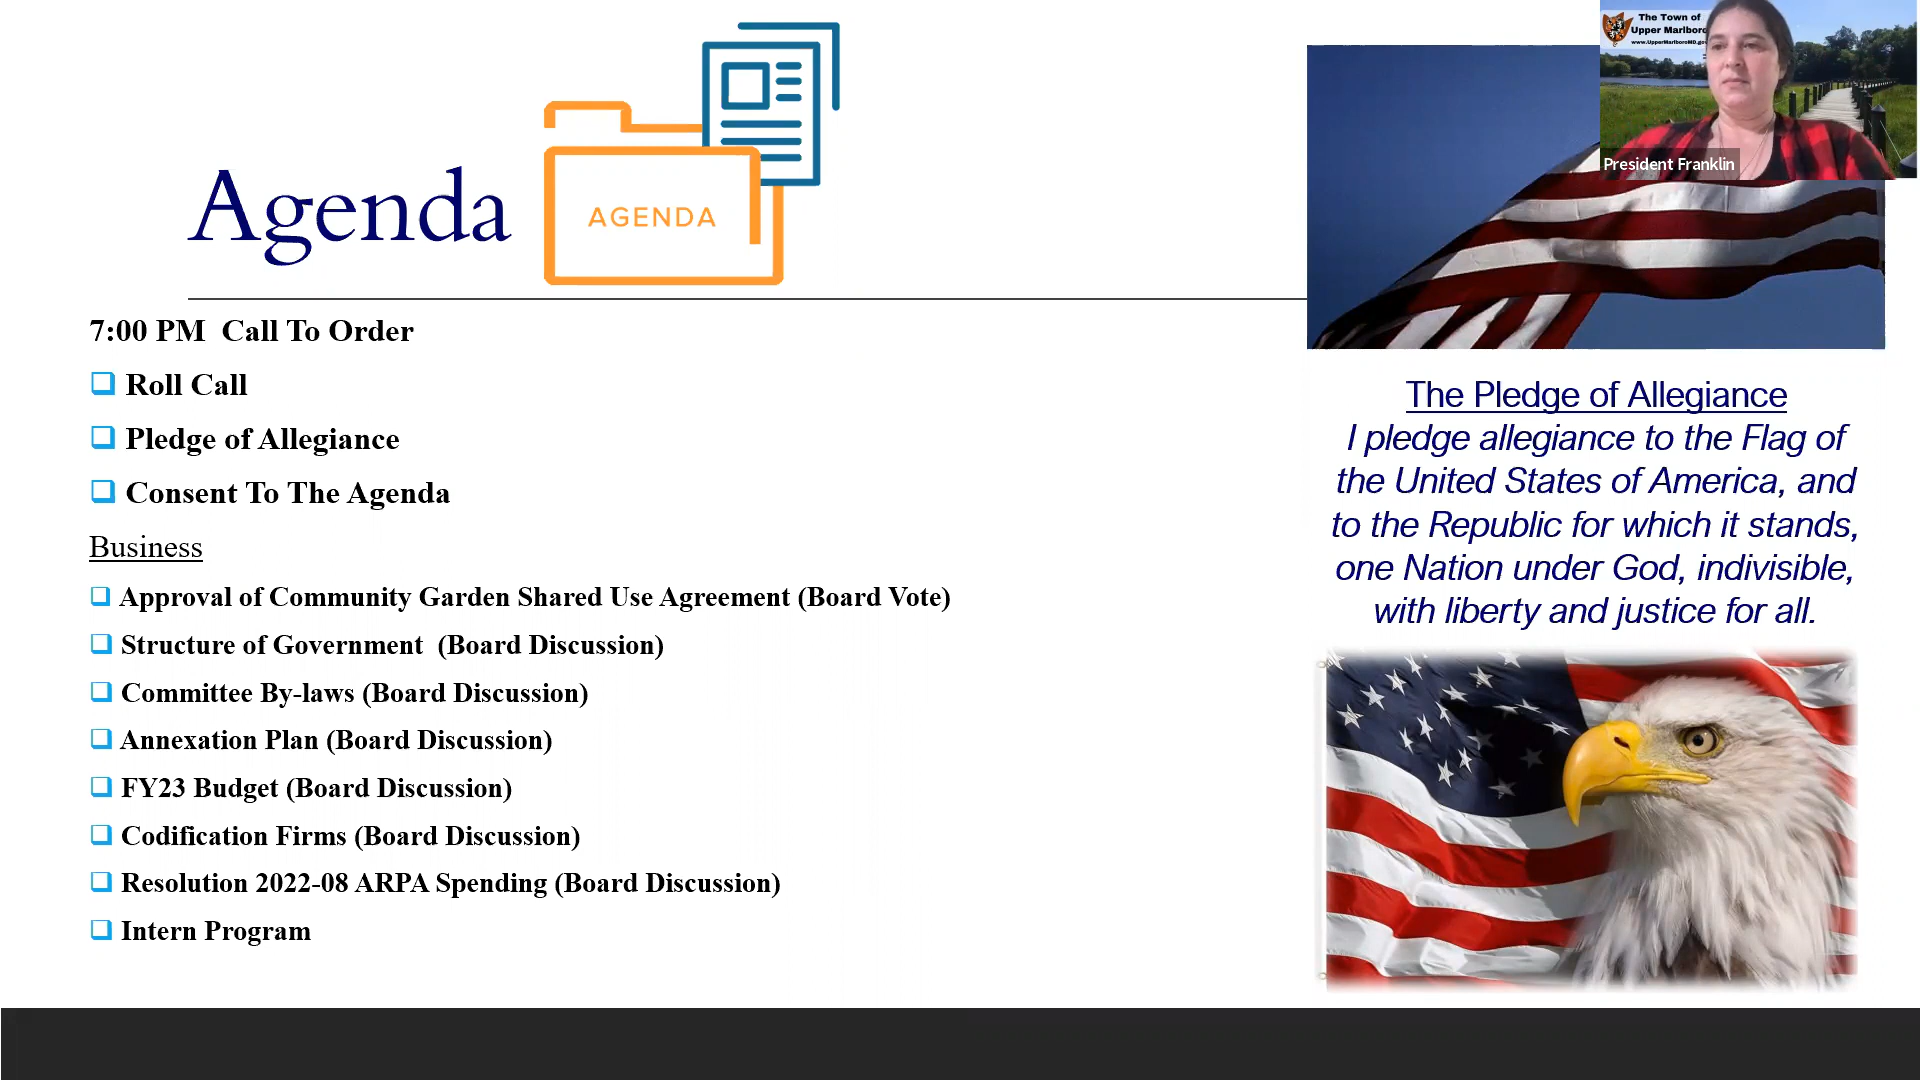 The Town of
Upper Marlboro
www.UpperMarlboroMD.gov
President Franklin
Agenda
AGENDA
7:00 PM  Call To Order
Roll Call
Pledge of Allegiance
Consent To The Agenda
Business
Approval of Community Garden Shared Use Agreement (Board Vote)
Structure of Government  (Board Discussion)
Committee By-laws (Board Discussion)
Annexation Plan (Board Discussion)
FY23 Budget (Board Discussion)
Codification Firms (Board Discussion)
Resolution 2022-08 ARPA Spending (Board Discussion)
Intern Program
The Pledge of Allegiance
I pledge allegiance to the Flag of
the United States of America, and
to the Republic for which it stands,
one Nation under God, indivisible,
with liberty and justice for all.